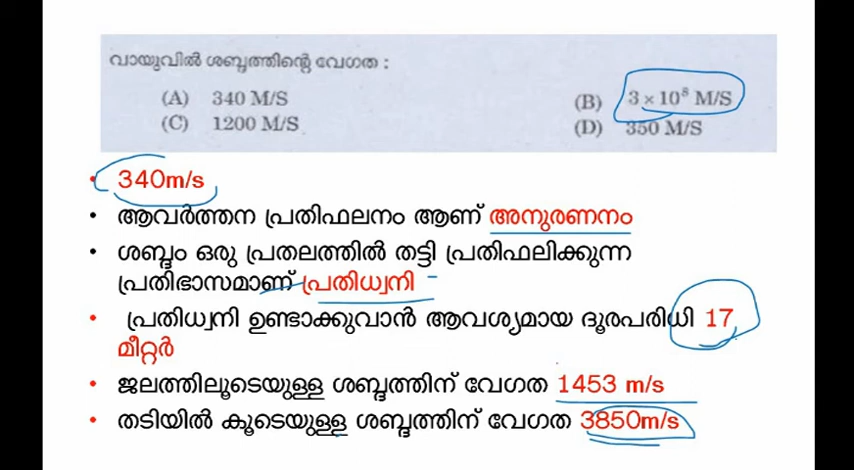 വായുവിൽ ശബ്ദത്തിന്റെ വേഗത :
(A) 340 M/S (B) 3 × 10⁸ M/S
(C) 1200 M/S (D) 350 M/S
• 340m/s
• ആവർത്തന പ്രതിഫലനം ആണ് അനുരണനം
• ശബ്ദം ഒരു പ്രതലത്തിൽ തട്ടി പ്രതിഫലിക്കുന്ന
പ്രതിഭാസമാണ് പ്രതിധ്വനി
• പ്രതിധ്വനി ഉണ്ടാക്കുവാൻ ആവശ്യമായ ദൂരപരിധി 17
മീറ്റർ
• ജലത്തിലൂടെയുള്ള ശബ്ദത്തിന് വേഗത 1453 m/s
• തടിയിൽ കൂടെയുള്ള ശബ്ദത്തിന് വേഗത 3850m/s